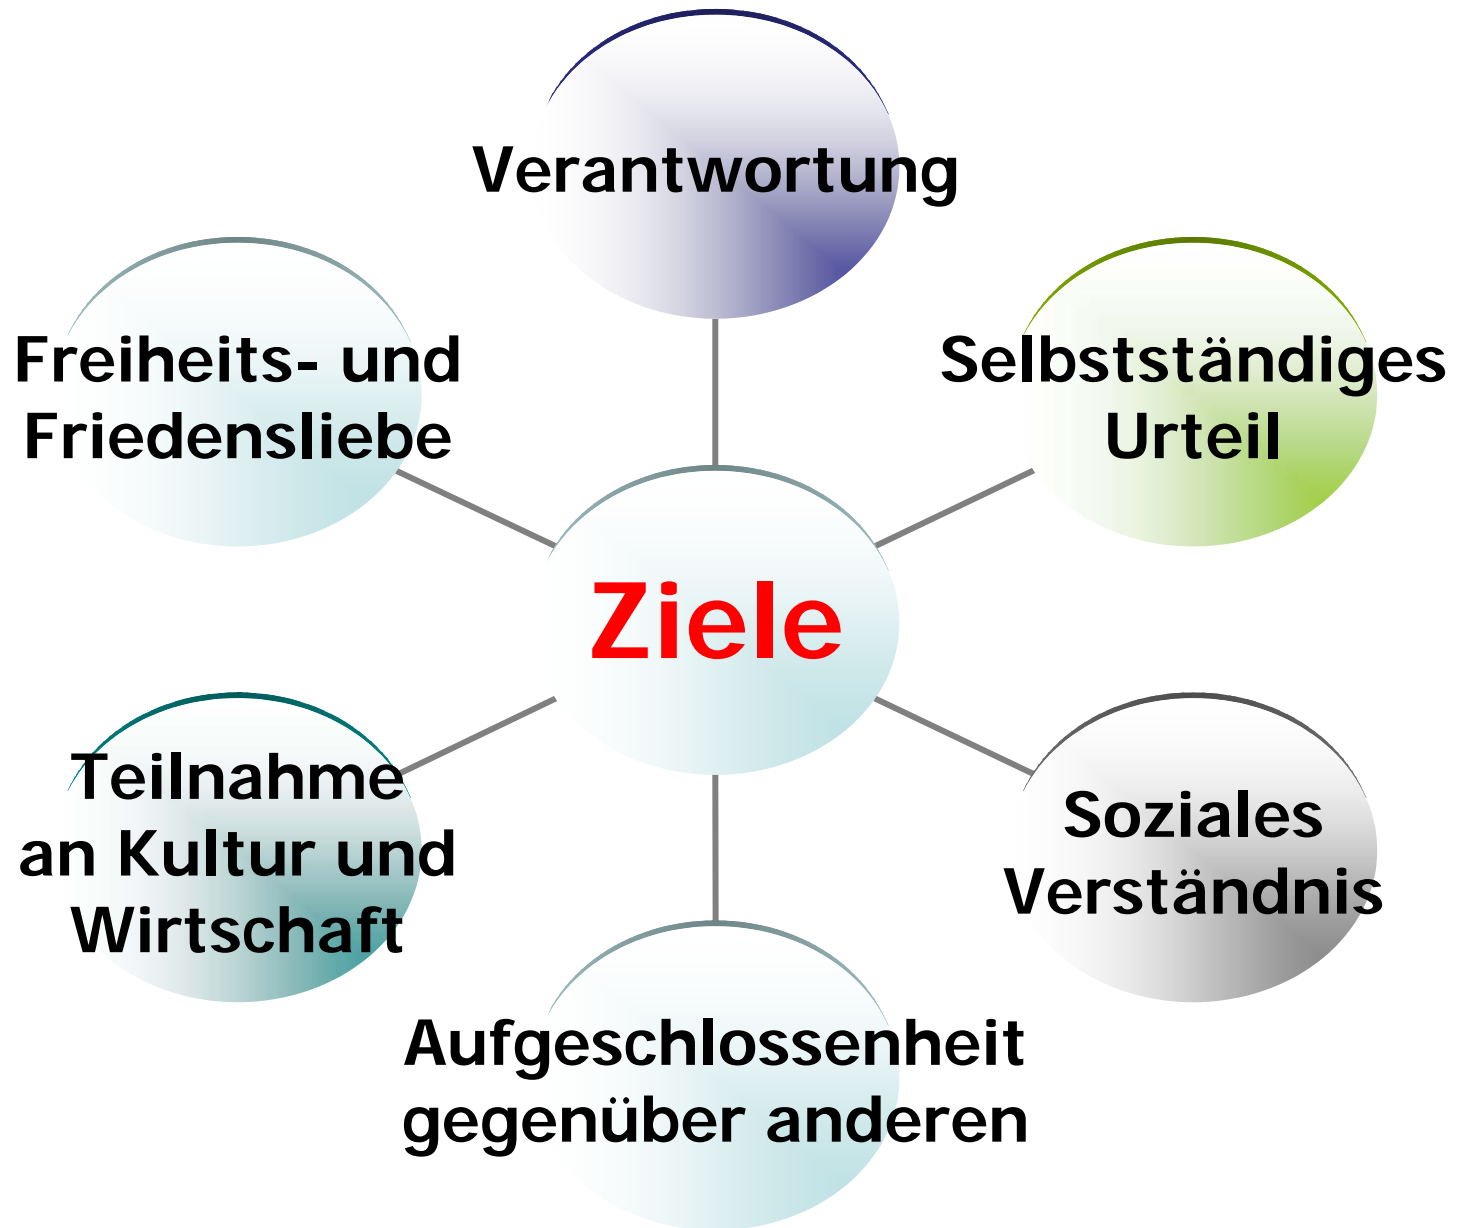 Verantwortung
Freiheits- und
Friedensliebe
Selbstständiges
Urteil
Ziele
Teilnahme
an Kultur und
Wirtschaft
Soziales
Verständnis
Aufgeschlossenheit
gegenüber anderen